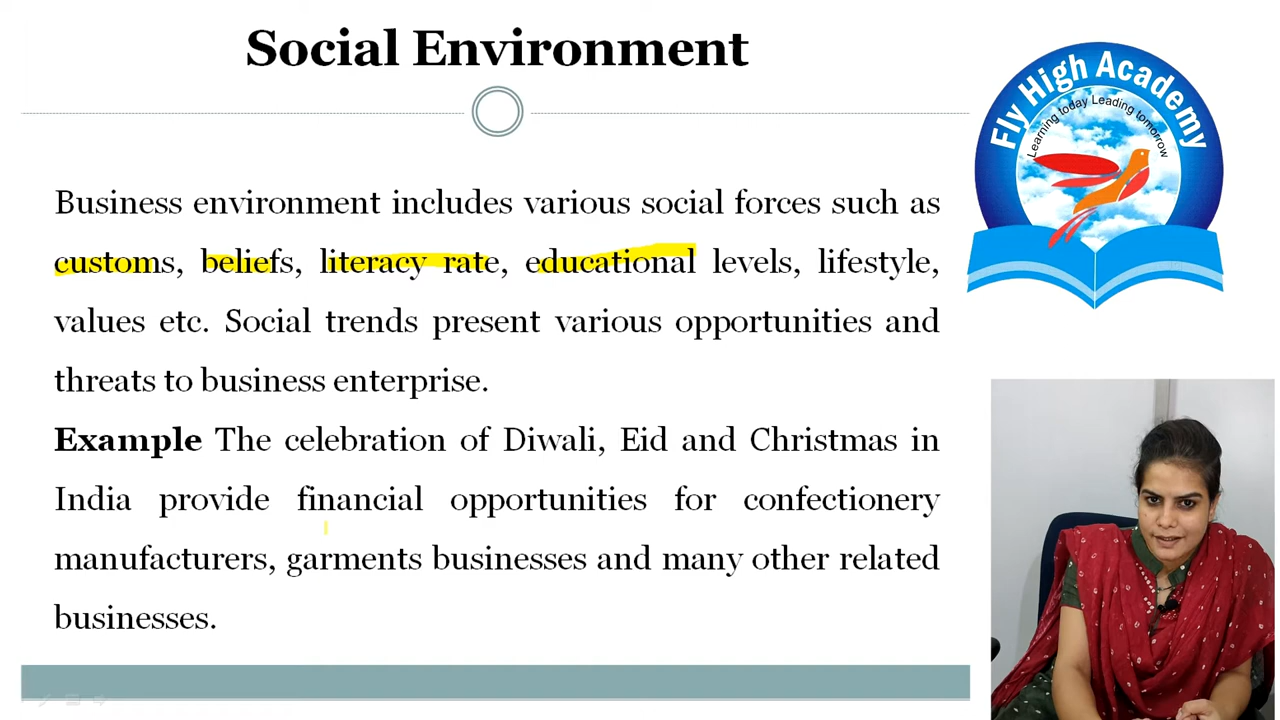 Social Environment
Fly High Academy
Learning today Leading tomorrow
Business environment includes various social forces such as
customs, beliefs, literacy rate, educational levels, lifestyle,
values etc. Social trends present various opportunities and
threats to business enterprise.
Example The celebration of Diwali, Eid and Christmas in
India provide financial opportunities for confectionery
manufacturers, garments businesses and many other related
businesses.